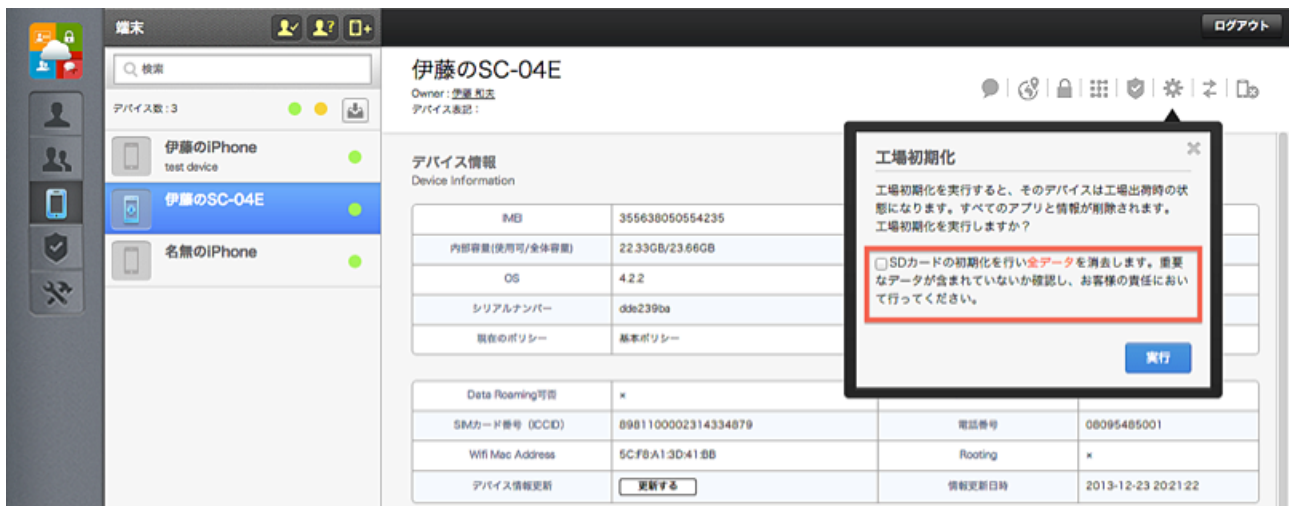 端末
ログアウト
検索
デバイス数:3
伊藤のiPhone
test device
伊藤のSC-04E
名無のiPhone
伊藤のSC-04E
Owner : 伊藤 和夫
デバイス表記 :
デバイス情報
Device Information
IMEI 355638050554235
内部容量(使用可/全体容量) 22.33GB/23.66GB
OS 4.2.2
シリアルナンバー dde239ba
現在のポリシー 基本ポリシー
工場初期化
工場初期化を実行すると、そのデバイスは工場出荷時の状
態になります。すべてのアプリと情報が削除されます。
工場初期化を実行しますか?
SDカードの初期化を行い全データを消去します。重要
なデータが含まれていないか確認し、お客様の責任におい
て行ってください。
実行
Data Roaming可否 ×
SIMカード番号 (ICCID) 8981100002314334879 電話番号 08095485001
Wifi Mac Address 5C:F8:A1:3D:41:BB Rooting ×
デバイス情報更新 更新する 情報更新日時 2013-12-23 20:21:22